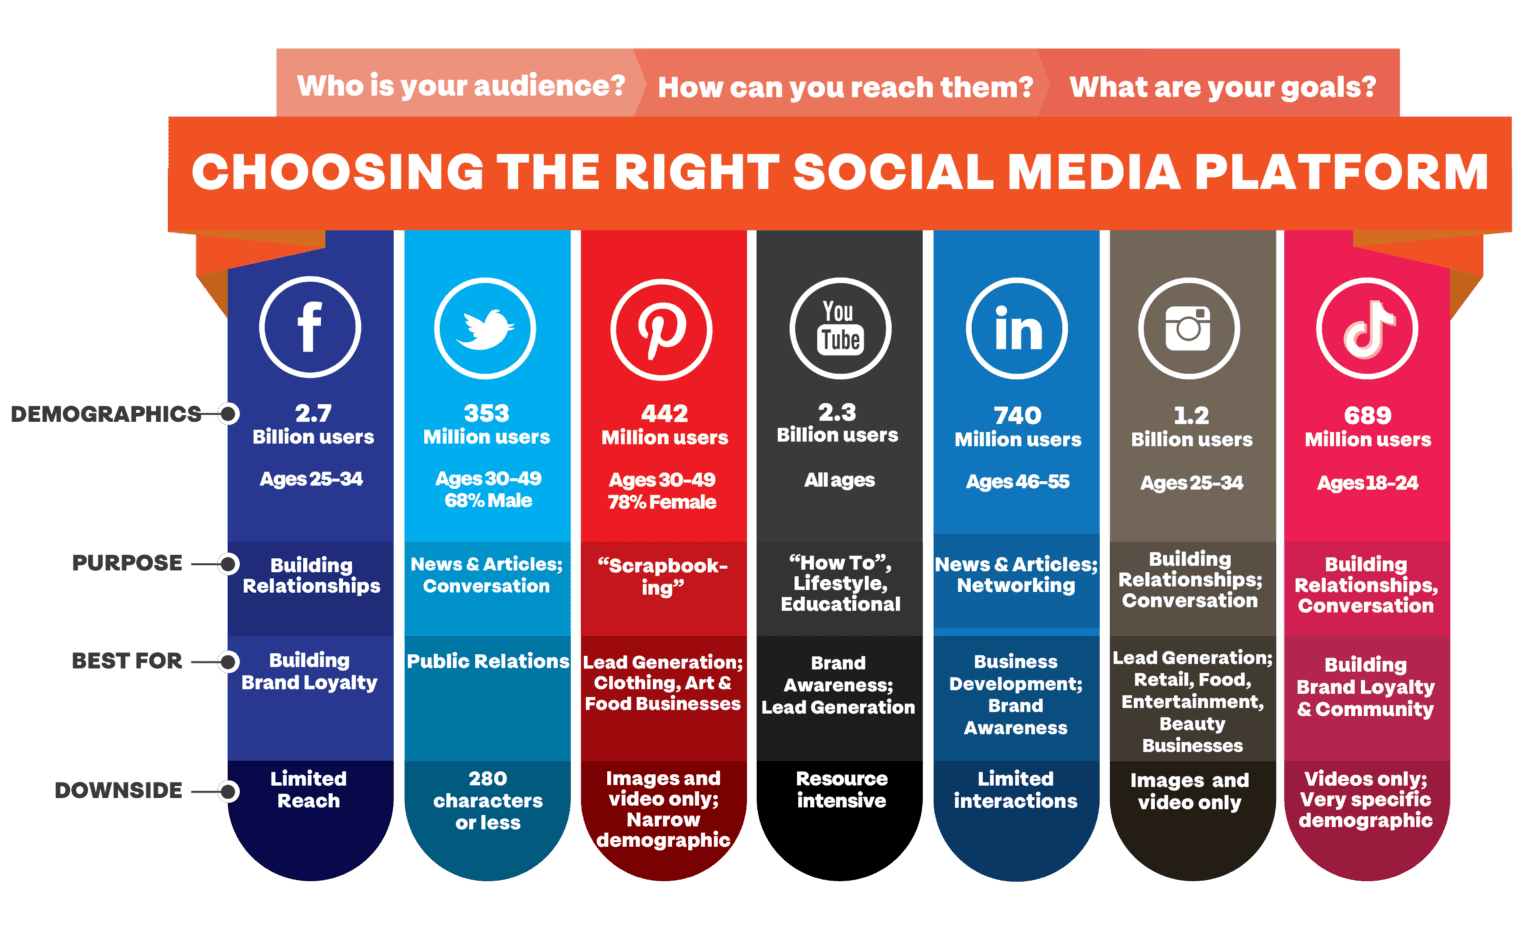 Who is your audience?
How can you reach them?
What are your goals?
CHOOSING THE RIGHT SOCIAL MEDIA PLATFORM
f
You
Tube
in
DEMOGRAPHICS
2.7
Billion users
Ages 25-34
353
Million users
Ages 30-49
68% Male
442
Million users
Ages 30-49
78% Female
2.3
Billion users
All ages
740
Million users
Ages 46-55
1.2
Billion users
Ages 25-34
689
Million users
Ages 18-24
PURPOSE
Building
Relationships
News & Articles;
Conversation
“Scrapbook-
ing”
“How To”,
Lifestyle,
Educational
News & Articles;
Networking
Building
Relationships;
Conversation
Building
Relationships,
Conversation
BEST FOR
Building
Brand Loyalty
Public Relations
Lead Generation;
Clothing, Art &
Food Businesses
Brand
Awareness;
Lead Generation
Business
Development;
Brand
Awareness
Lead Generation;
Retail, Food,
Entertainment,
Beauty
Businesses
Building
Brand Loyalty
& Community
DOWNSIDE
Limited
Reach
280
characters
or less
Images and
video only;
Narrow
demographic
Resource
intensive
Limited
interactions
Images and
video only
Videos only;
Very specific
demographic